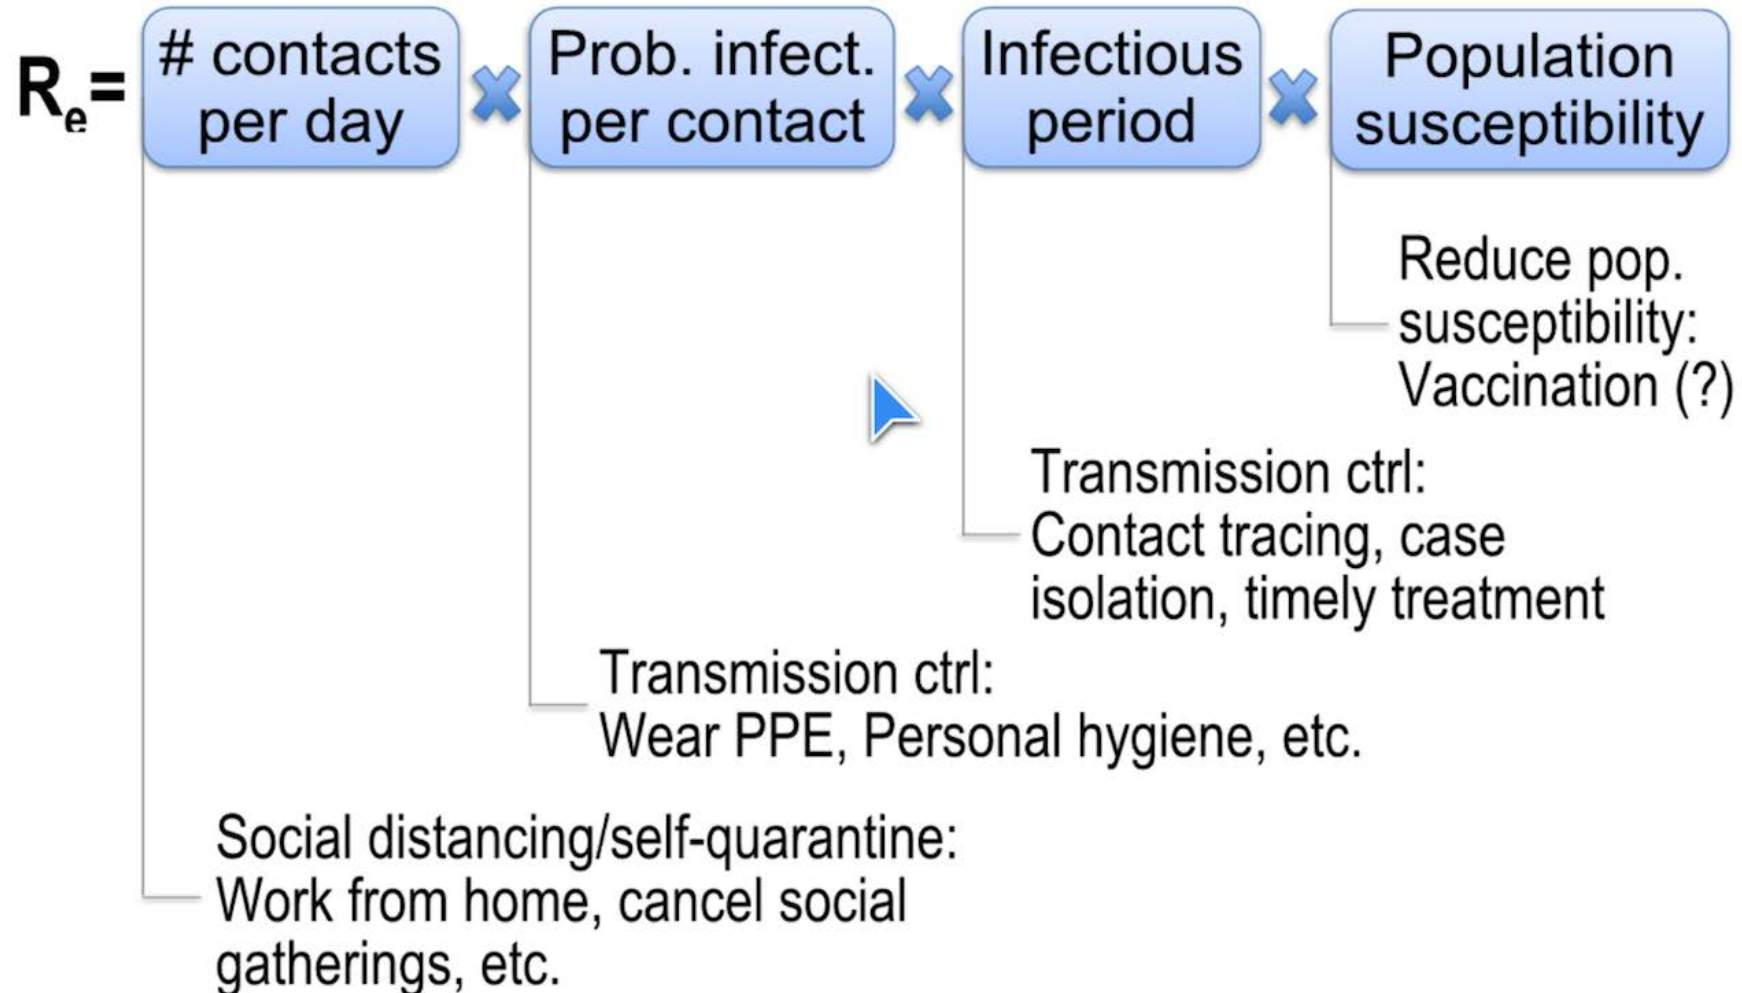 Re= # contacts per day × Prob. infect. per contact × Infectious period × Population susceptibility
Reduce pop.
susceptibility:
Vaccination (?)
Transmission ctrl:
Contact tracing, case
isolation, timely treatment
Transmission ctrl:
Wear PPE, Personal hygiene, etc.
Social distancing/self-quarantine:
Work from home, cancel social
gatherings, etc.